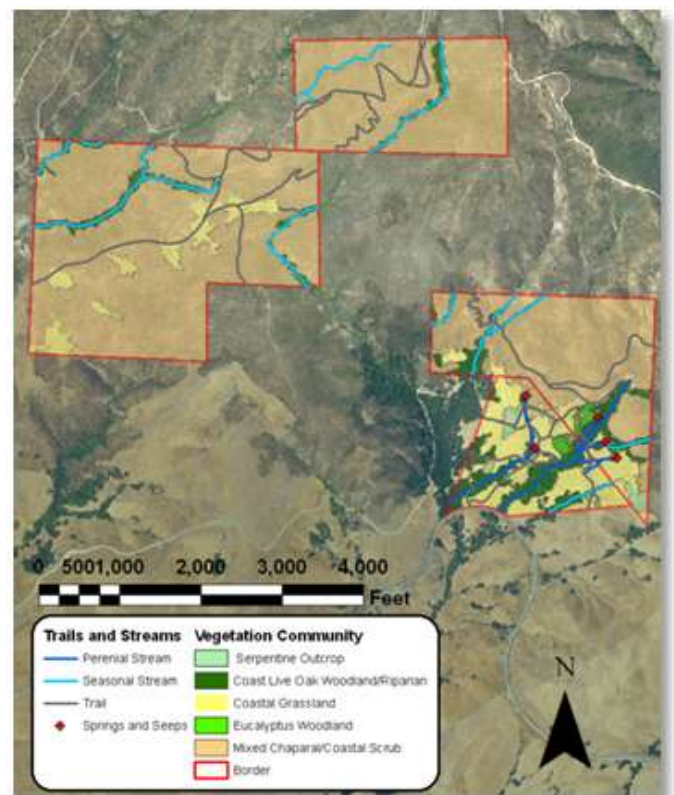 0 5001,000 2,000 3,000 4,000
Feet
Trails and Streams Vegetation Community
Perenial Stream Serpentine Outcrop
Seasonal Stream Coast Live Oak Woodland/Riparian
Trail Coastal Grassland
Springs and Seeps Eucalyptus Woodland
Mixed Chaparal/Coastal Scrub
Border
N